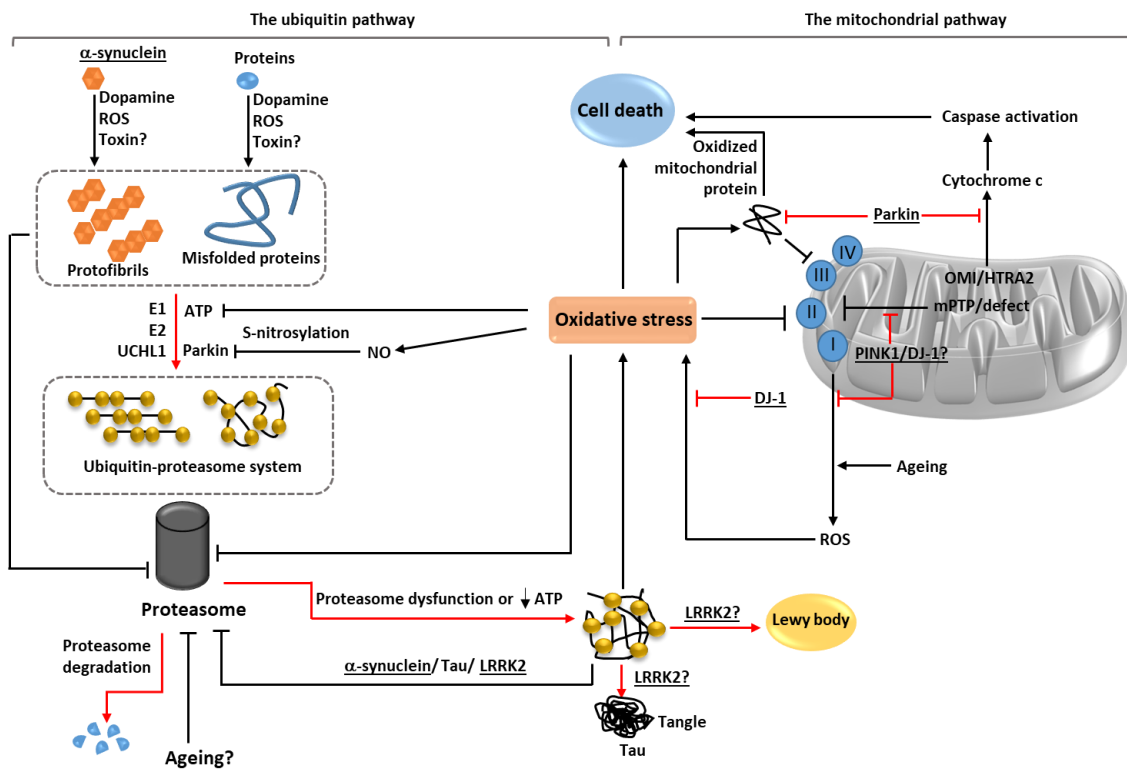 The ubiquitin pathway
The mitochondrial pathway
α-synuclein
Proteins
Dopamine
ROS
Toxin?
Dopamine
ROS
Toxin?
Protofibrils
Misfolded proteins
E1
ATP
E2
S-nitrosylation
UCHL1
Parkin
NO
Ubiquitin-proteasome system
Proteasome
Proteasome
degradation
Ageing?
Proteasome dysfunction or ↓ ATP
α-synuclein/ Tau/ LRRK2
Cell death
Oxidized
mitochondrial
protein
Oxidative stress
Caspase activation
Cytochrome c
Parkin
IV
III
II
I
OMI/HTRA2
mPTP/defect
PINK1/DJ-1?
DJ-1
Ageing
ROS
LRRK2?
Lewy body
LRRK2?
Tangle
Tau